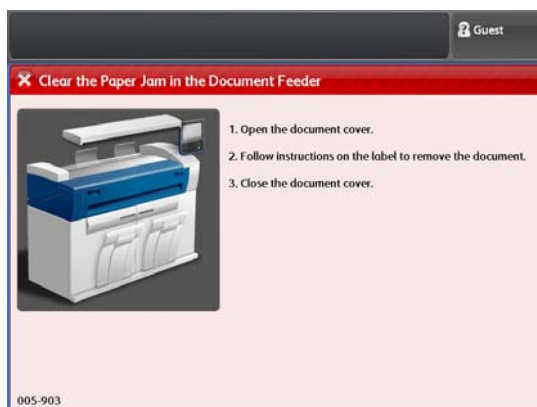 Guest
Clear the Paper Jam in the Document Feeder
1. Open the document cover.
2. Follow instructions on the label to remove the document.
3. Close the document cover.
005-903